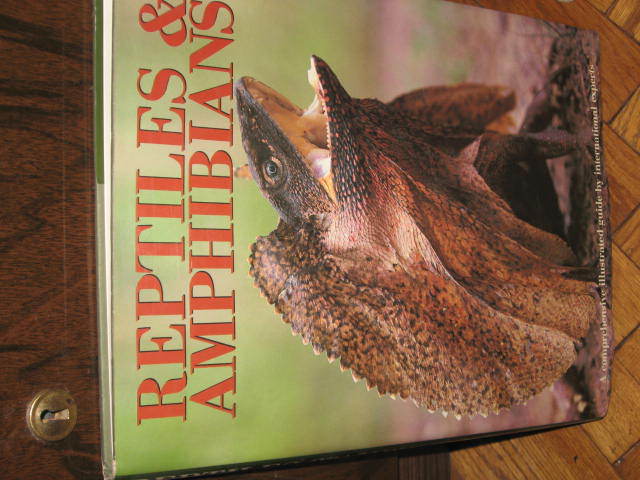 REPTILES &
AMPHIBIANS
A comprehensive illustrated guide by international experts